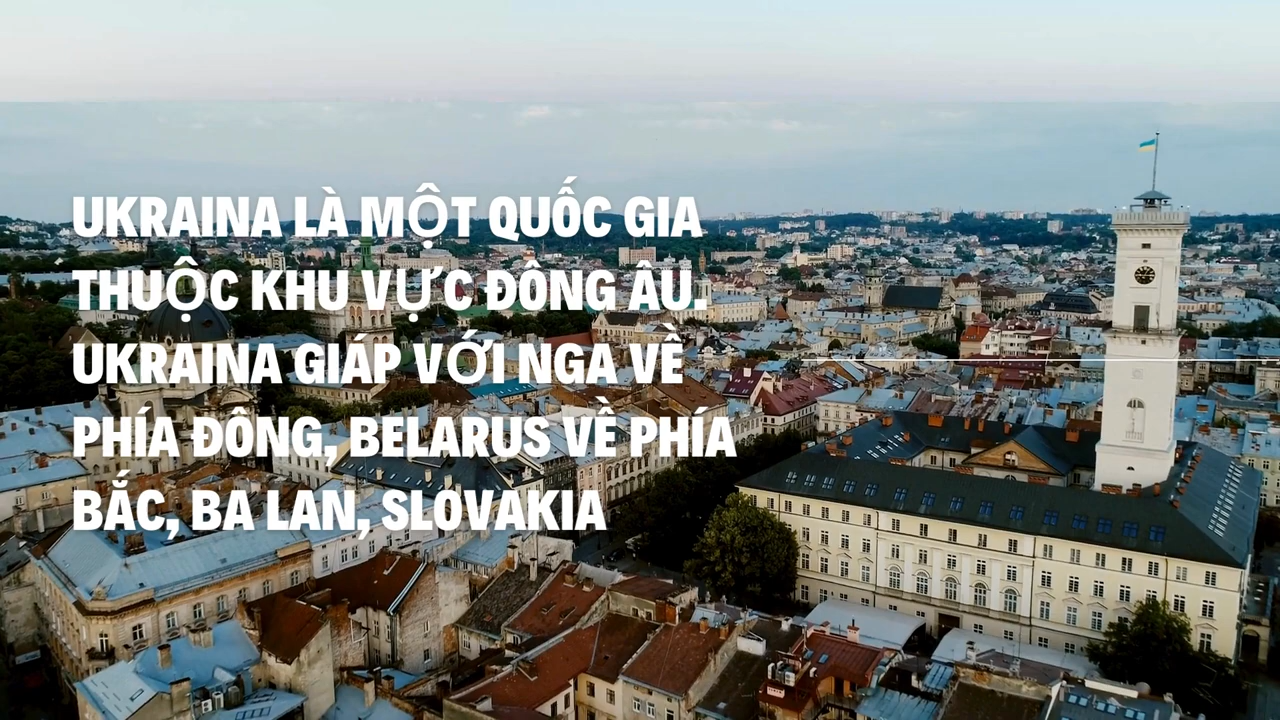 UKRAINA LÀ MỘT QUỐC GIA
THUỘC KHU VỰC ĐÔNG ÂU.
UKRAINA GIÁP VỚI NGA VỀ
PHÍA ĐÔNG, BELARUS VỀ PHÍA
BẮC, BA LAN, SLOVAKIA